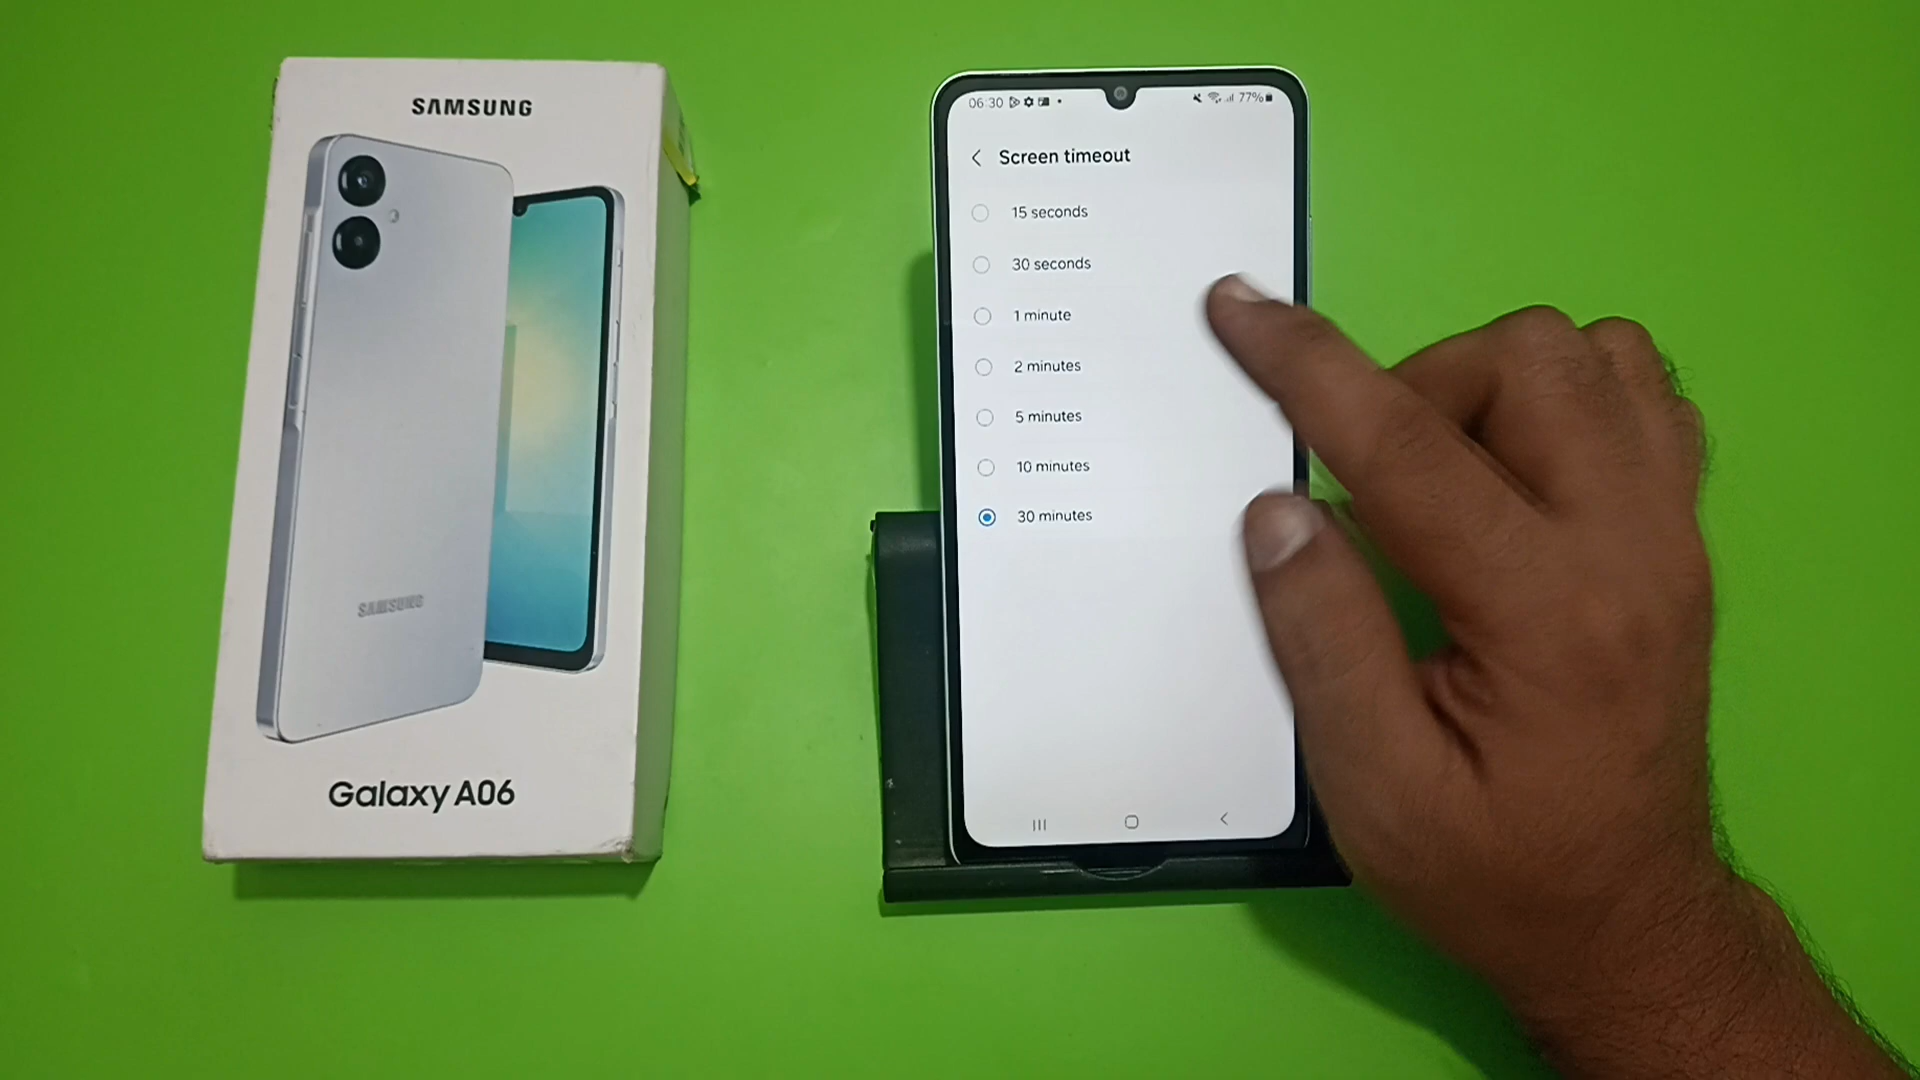 SAMSUNG
SAMSUNG
Galaxy A06
06:30
77%
Screen timeout
15 seconds
30 seconds
1 minute
2 minutes
5 minutes
10 minutes
30 minutes